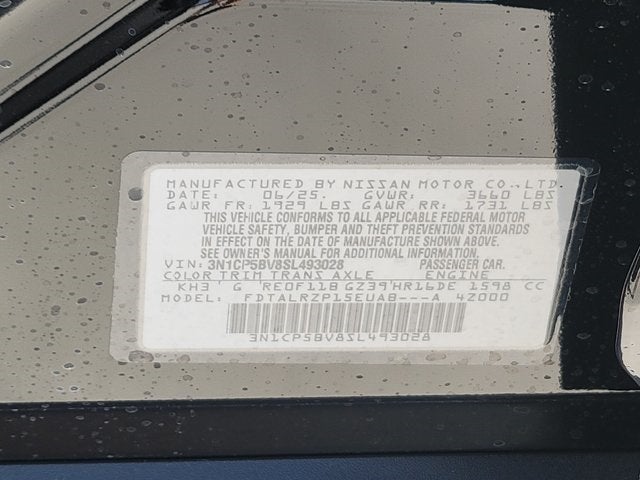 MANUFACTURED BY NISSAN MOTOR CO., LTD.
DATE: 06/25. GVWR: 3660 LBS
GAWR FR: 1929 LBS GAWR RR: 1731 LBS
THIS VEHICLE CONFORMS TO ALL APPLICABLE FEDERAL MOTOR
VEHICLE SAFETY, BUMPER AND THEFT PREVENTION STANDARDS
IN EFFECT ON THE DATE OF MANUFACTURE SHOWN ABOVE.
SEE OWNER'S MANUAL FOR ADDITIONAL INFORMATION.
VIN: 3N1CP5BV8SL493028 PASSENGER CAR.
COLOR TRIM TRANS AXLE ENGINE
KH3 G RE0F11B GZ39 HR16DE 1598 CC
MODEL: FDTALRZP15EUA8---A 4Z000
3N1CP5BV8SL493028